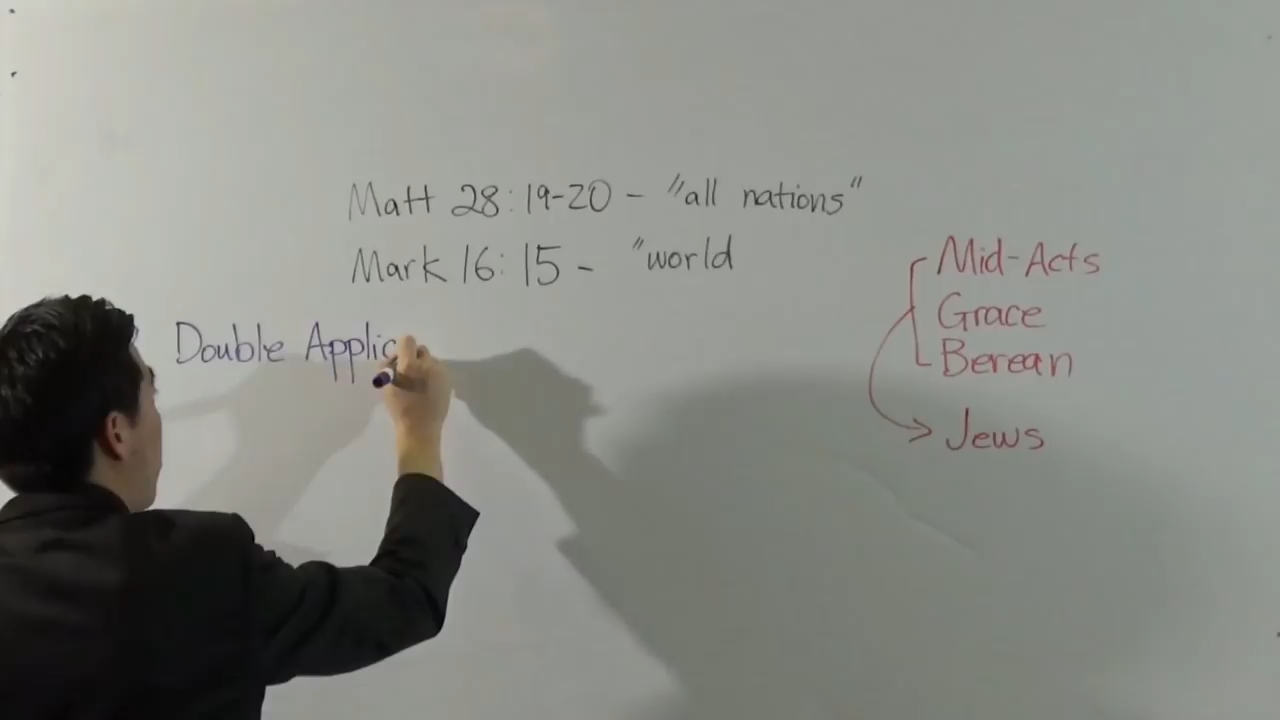 Matt 28:19-20 - "all nations"
Mark 16:15 - "world
Double Applic
Mid-Acts
Grace
Berean
Jews